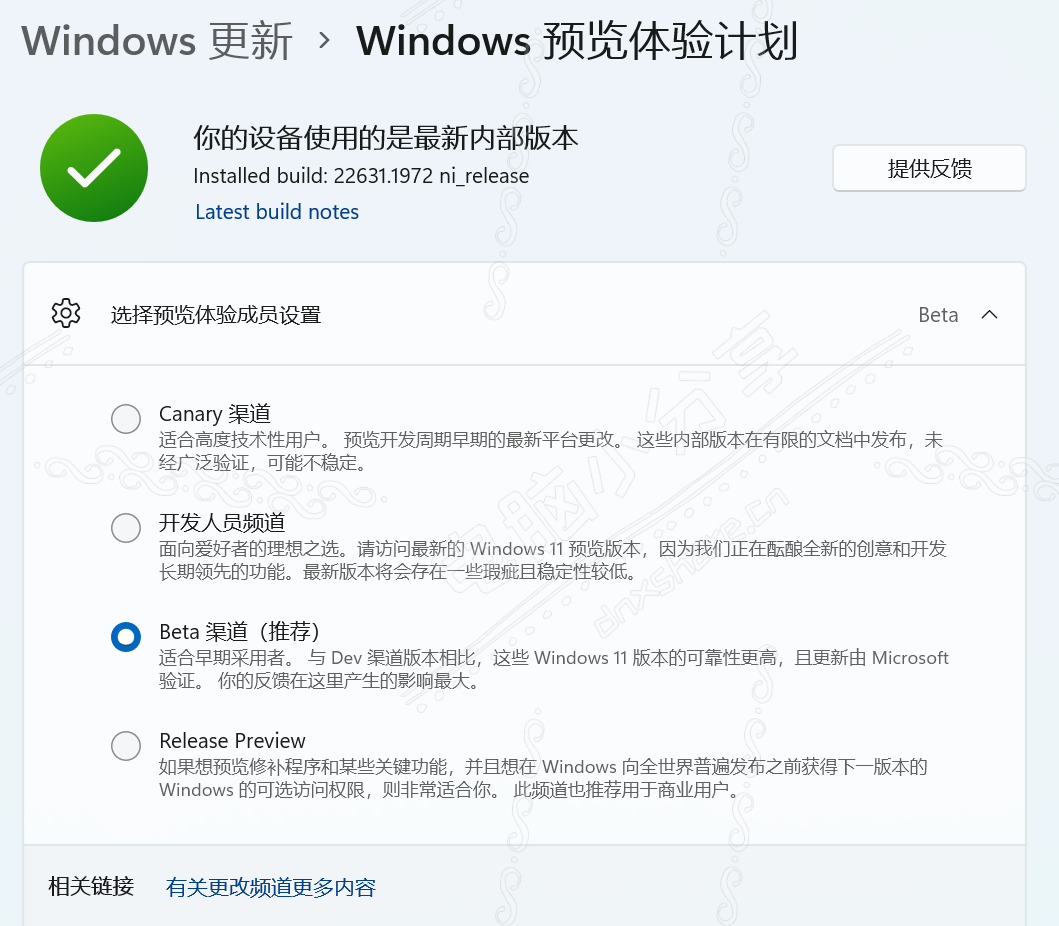 Windows 更新 › Windows 预览体验计划
你的设备使用的是最新内部版本
Installed build: 22631.1972 ni_release
提供反馈
Latest build notes
选择预览体验成员设置
Beta
Canary 渠道
适合高度技术性用户。 预览开发周期早期的最新平台更改。 这些内部版本在有限的文档中发布，未
经广泛验证，可能不稳定。
开发人员频道
面向爱好者的理想之选。请访问最新的 Windows 11 预览版本，因为我们正在酝酿全新的创意和开发
长期领先的功能。最新版本将会存在一些瑕疵且稳定性较低。
Beta 渠道（推荐）
适合早期采用者。 与 Dev 渠道版本相比，这些 Windows 11 版本的可靠性更高，且更新由 Microsoft
验证。 你的反馈在这里产生的影响最大。
Release Preview
如果想预览修补程序和某些关键功能，并且想在 Windows 向全世界普遍发布之前获得下一版本的
Windows 的可选访问权限，则非常适合你。 此频道也推荐用于商业用户。
相关链接
有关更改频道更多内容
电脑小分享
dnxshare.cn